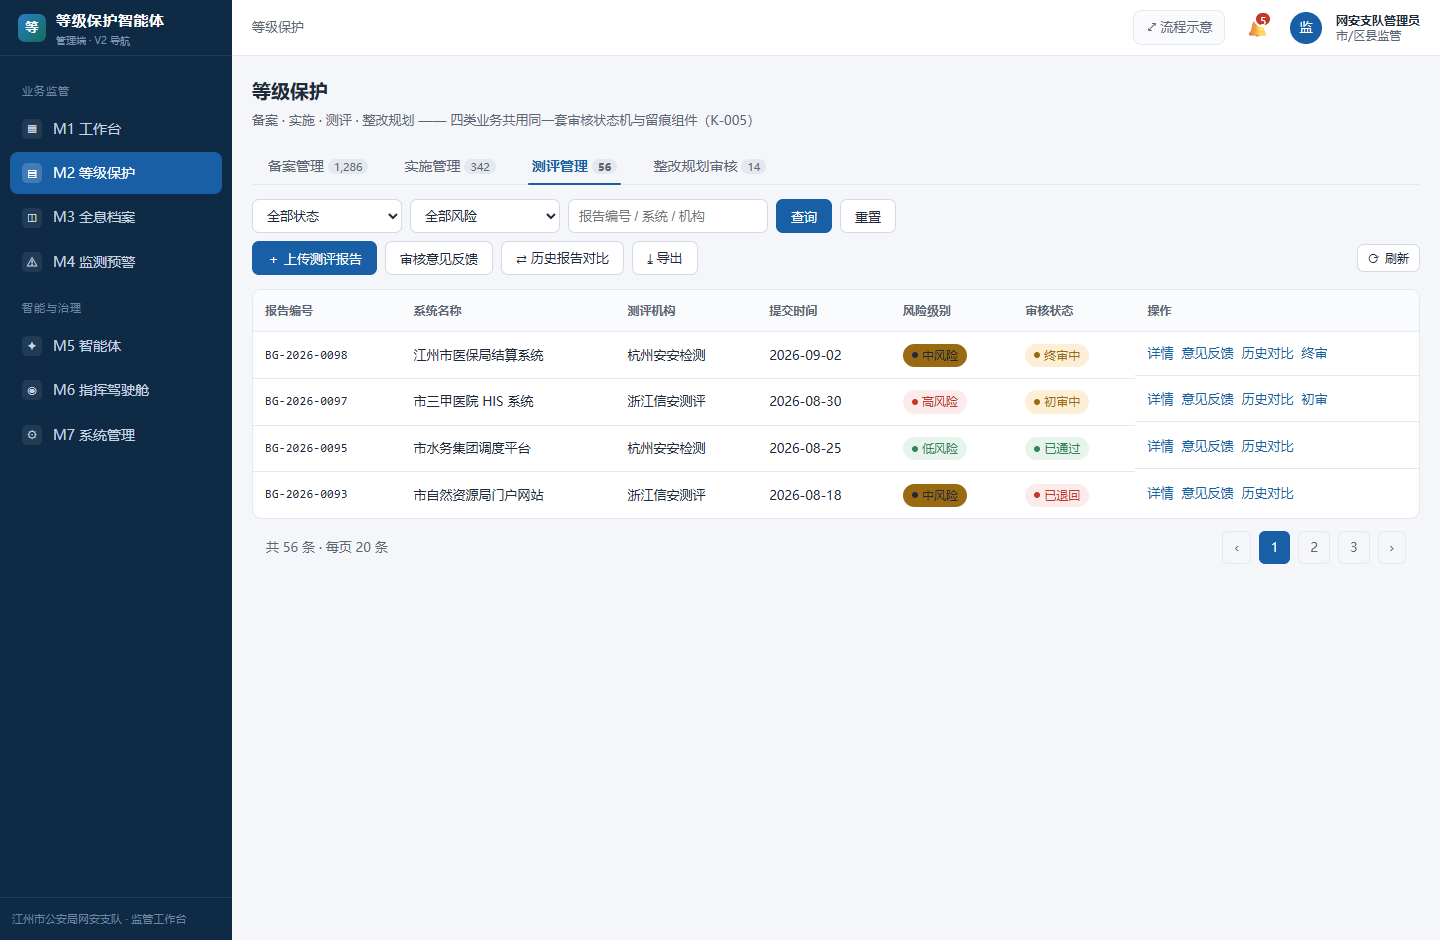 等
等级保护智能体
管理端 · V2 导航
业务监管
M1 工作台
M2 等级保护
M3 全息档案
M4 监测预警
智能与治理
M5 智能体
M6 指挥驾驶舱
M7 系统管理
江州市公安局网安支队 · 监管工作台
等级保护
⤢ 流程示意
5
监
网安支队管理员
市/区县监管
等级保护
备案 · 实施 · 测评 · 整改规划 —— 四类业务共用同一套审核状态机与留痕组件（K-005）
备案管理 1,286
实施管理 342
测评管理 56
整改规划审核 14
全部状态
全部风险
报告编号 / 系统 / 机构
查询
重置
＋ 上传测评报告
审核意见反馈
⇄ 历史报告对比
⤓ 导出
⟳ 刷新
报告编号 系统名称 测评机构 提交时间 风险级别 审核状态 操作
BG-2026-0098 江州市医保局结算系统 杭州安安检测 2026-09-02 中风险 终审中 详情 意见反馈 历史对比 终审
BG-2026-0097 市三甲医院 HIS 系统 浙江信安测评 2026-08-30 高风险 初审中 详情 意见反馈 历史对比 初审
BG-2026-0095 市水务集团调度平台 杭州安安检测 2026-08-25 低风险 已通过 详情 意见反馈 历史对比
BG-2026-0093 市自然资源局门户网站 浙江信安测评 2026-08-18 中风险 已退回 详情 意见反馈 历史对比
共 56 条 · 每页 20 条
‹ 1 2 3 ›